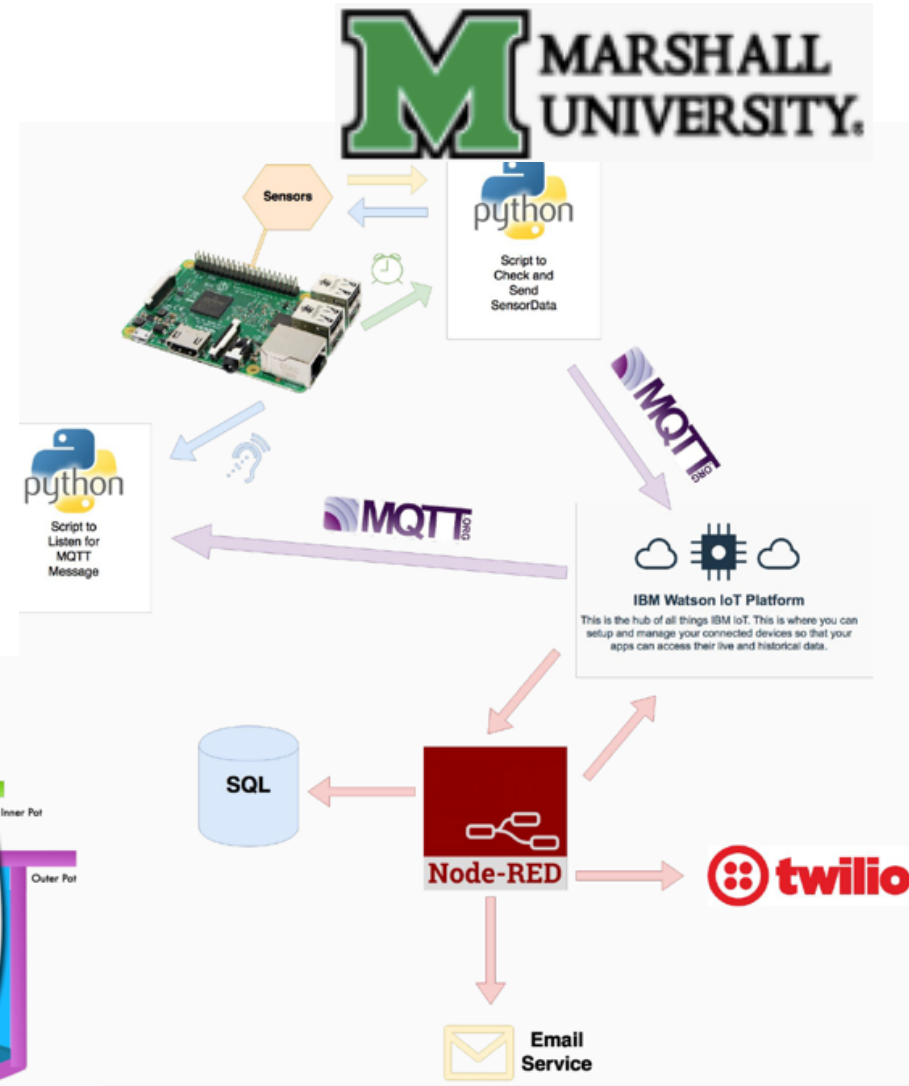 MARSHALL
UNIVERSITY®
Sensors
python
Script to
Check and
Send
SensorData
MQTT.ORG
python
Script to
Listen for
MQTT
Message
MQTT.ORG
IBM Watson IoT Platform
This is the hub of all things IBM IoT. This is where you can
setup and manage your connected devices so that your
apps can access their live and historical data.
SQL
Inner Pot
Outer Pot
Node-RED
twilio
Email
Service